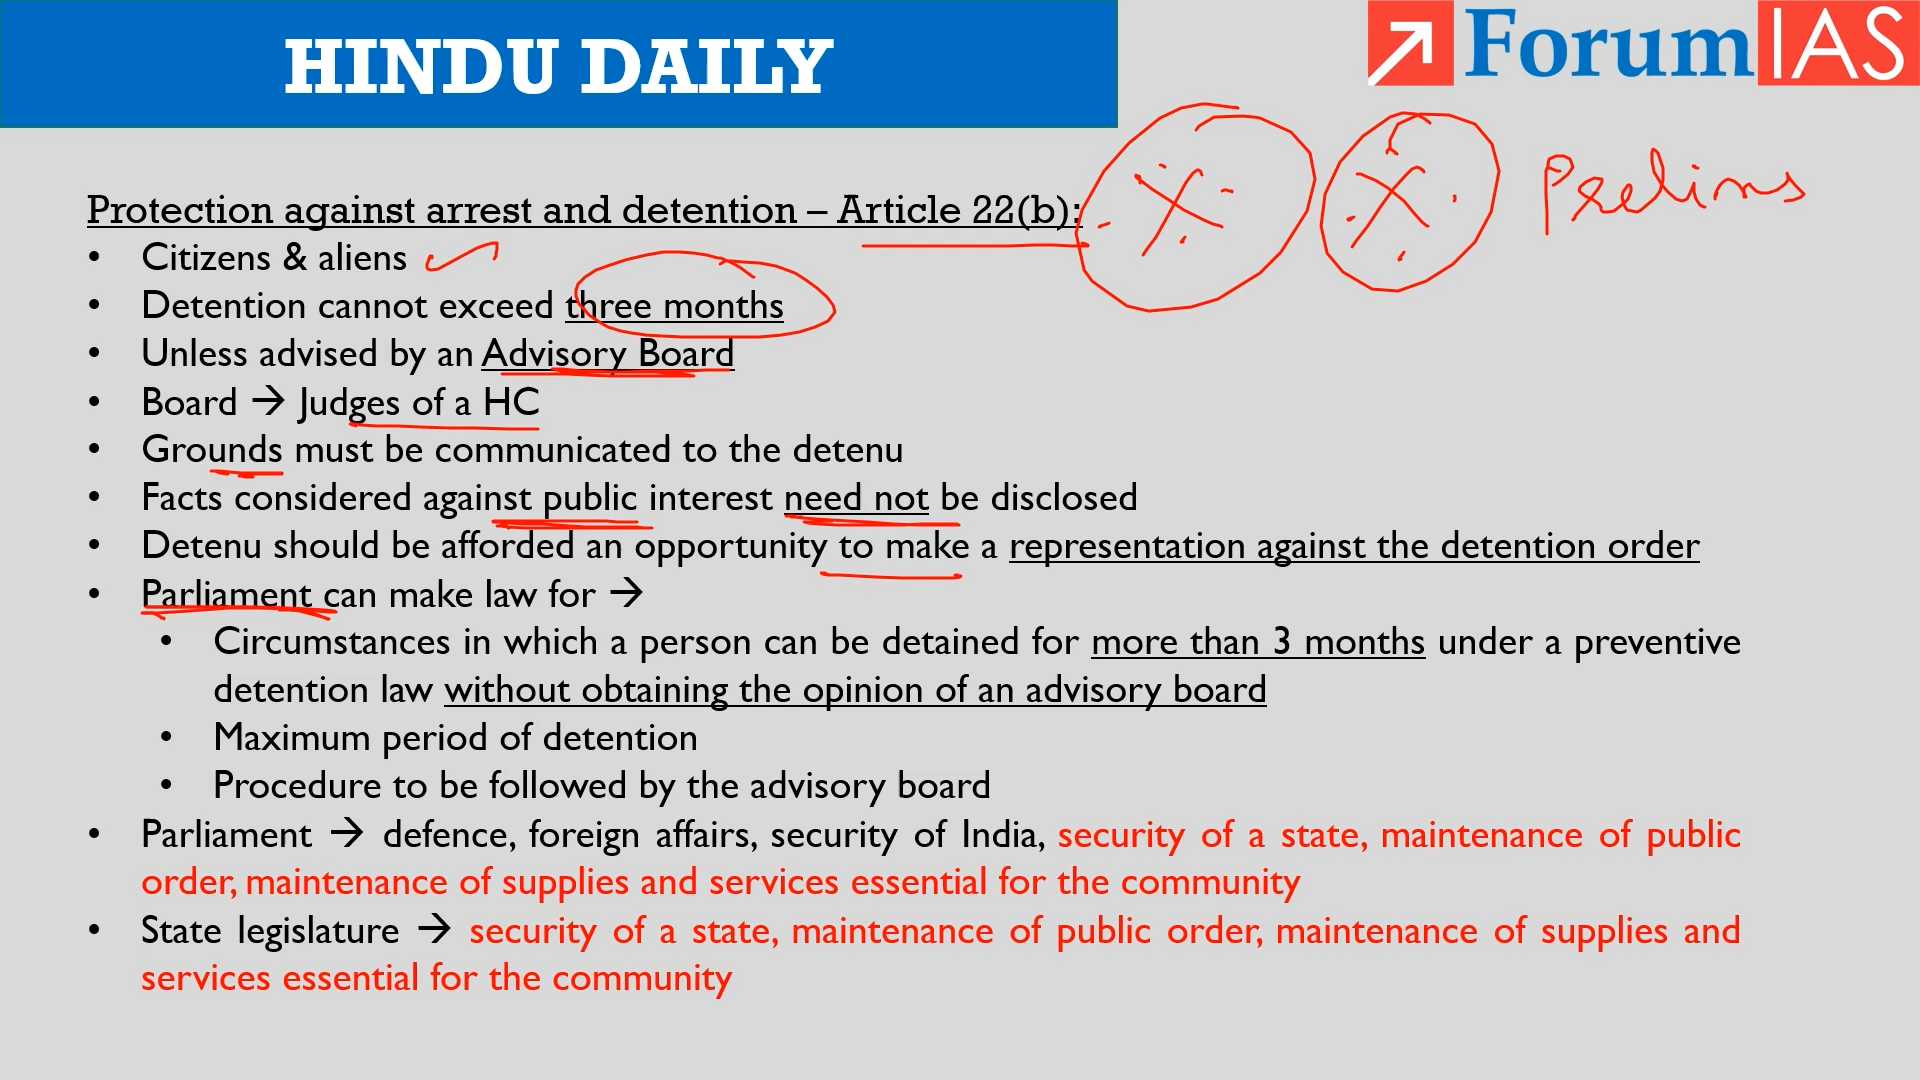 HINDU DAILY
Forum IAS
Prelims
Protection against arrest and detention – Article 22(b):
• Citizens & aliens
• Detention cannot exceed three months
• Unless advised by an Advisory Board
• Board → Judges of a HC
• Grounds must be communicated to the detenu
• Facts considered against public interest need not be disclosed
• Detenu should be afforded an opportunity to make a representation against the detention order
• Parliament can make law for →
• Circumstances in which a person can be detained for more than 3 months under a preventive
detention law without obtaining the opinion of an advisory board
• Maximum period of detention
• Procedure to be followed by the advisory board
• Parliament → defence, foreign affairs, security of India, security of a state, maintenance of public
order, maintenance of supplies and services essential for the community
• State legislature → security of a state, maintenance of public order, maintenance of supplies and
services essential for the community